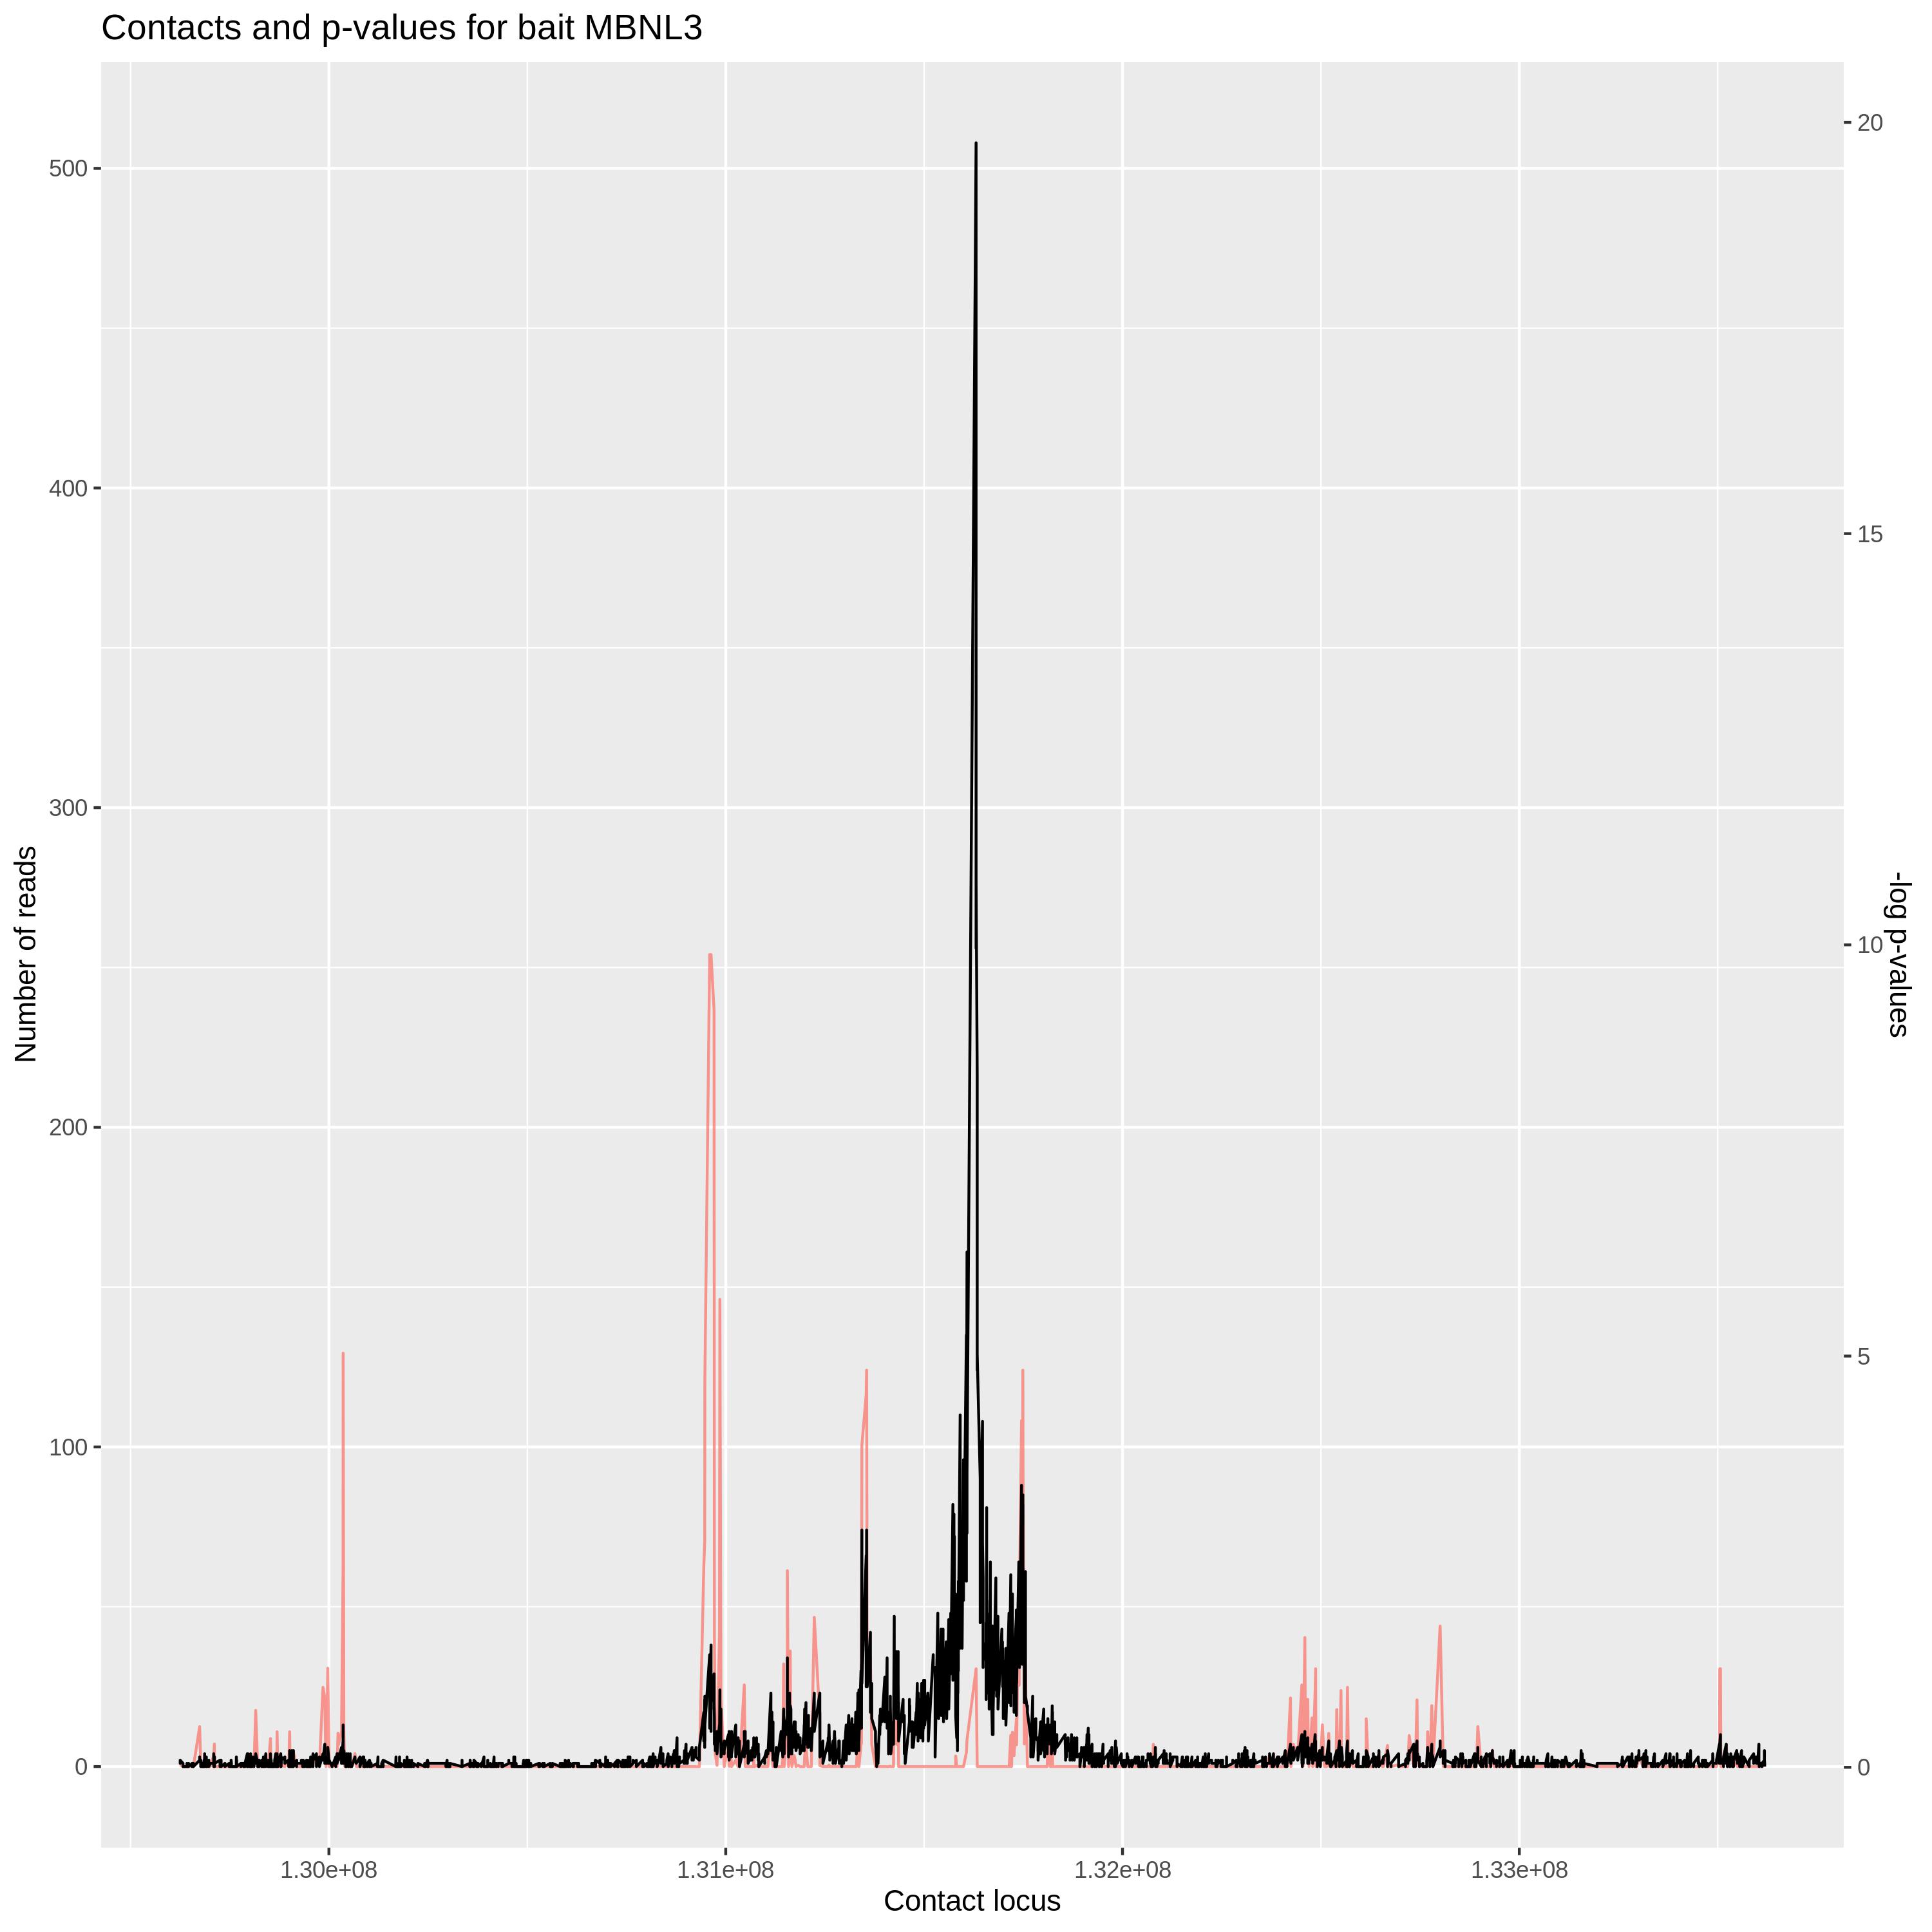 Contacts and p-values for bait MBNL3
500
400
300
200
100
0
Number of reads
20
15
10
5
0
-log p-values
1.30e+08
1.31e+08
1.32e+08
1.33e+08
Contact locus